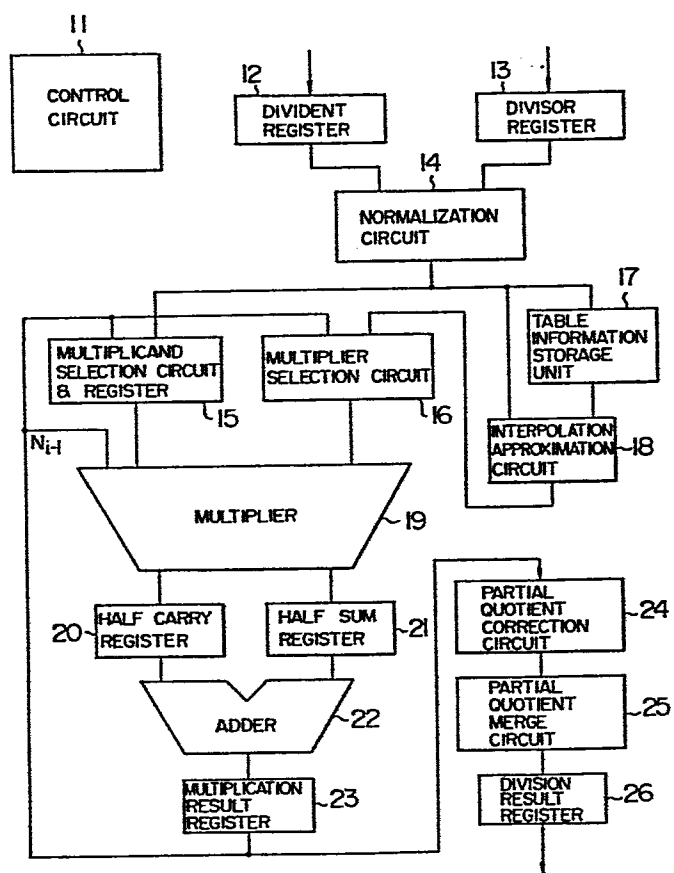 11
CONTROL
CIRCUIT
12
DIVIDENT
REGISTER
13
DIVISOR
REGISTER
14
NORMALIZATION
CIRCUIT
17
TABLE
INFORMATION
STORAGE
UNIT
MULTIPLICAND
SELECTION CIRCUIT
& REGISTER
15
MULTIPLIER
SELECTION CIRCUIT
16
INTERPOLATION
APPROXIMATION
CIRCUIT
18
Ni-1
MULTIPLIER
19
20
HALF CARRY
REGISTER
HALF SUM
REGISTER
21
PARTIAL
QUOTIENT
CORRECTION
CIRCUIT
24
ADDER
22
PARTIAL
QUOTIENT
MERGE
CIRCUIT
25
MULTIPLICATION
RESULT
REGISTER
23
DIVISION
RESULT
REGISTER
26